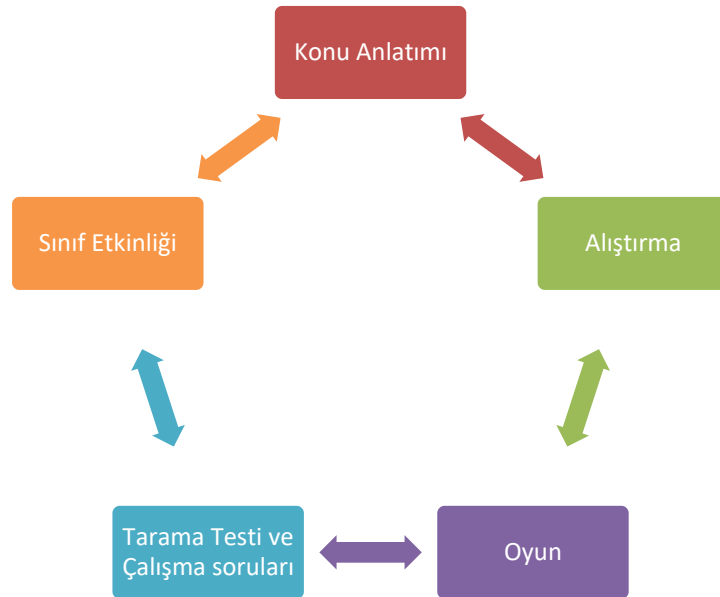 Konu Anlatımı
Sınıf Etkinliği
Alıştırma
Tarama Testi ve
Çalışma soruları
Oyun